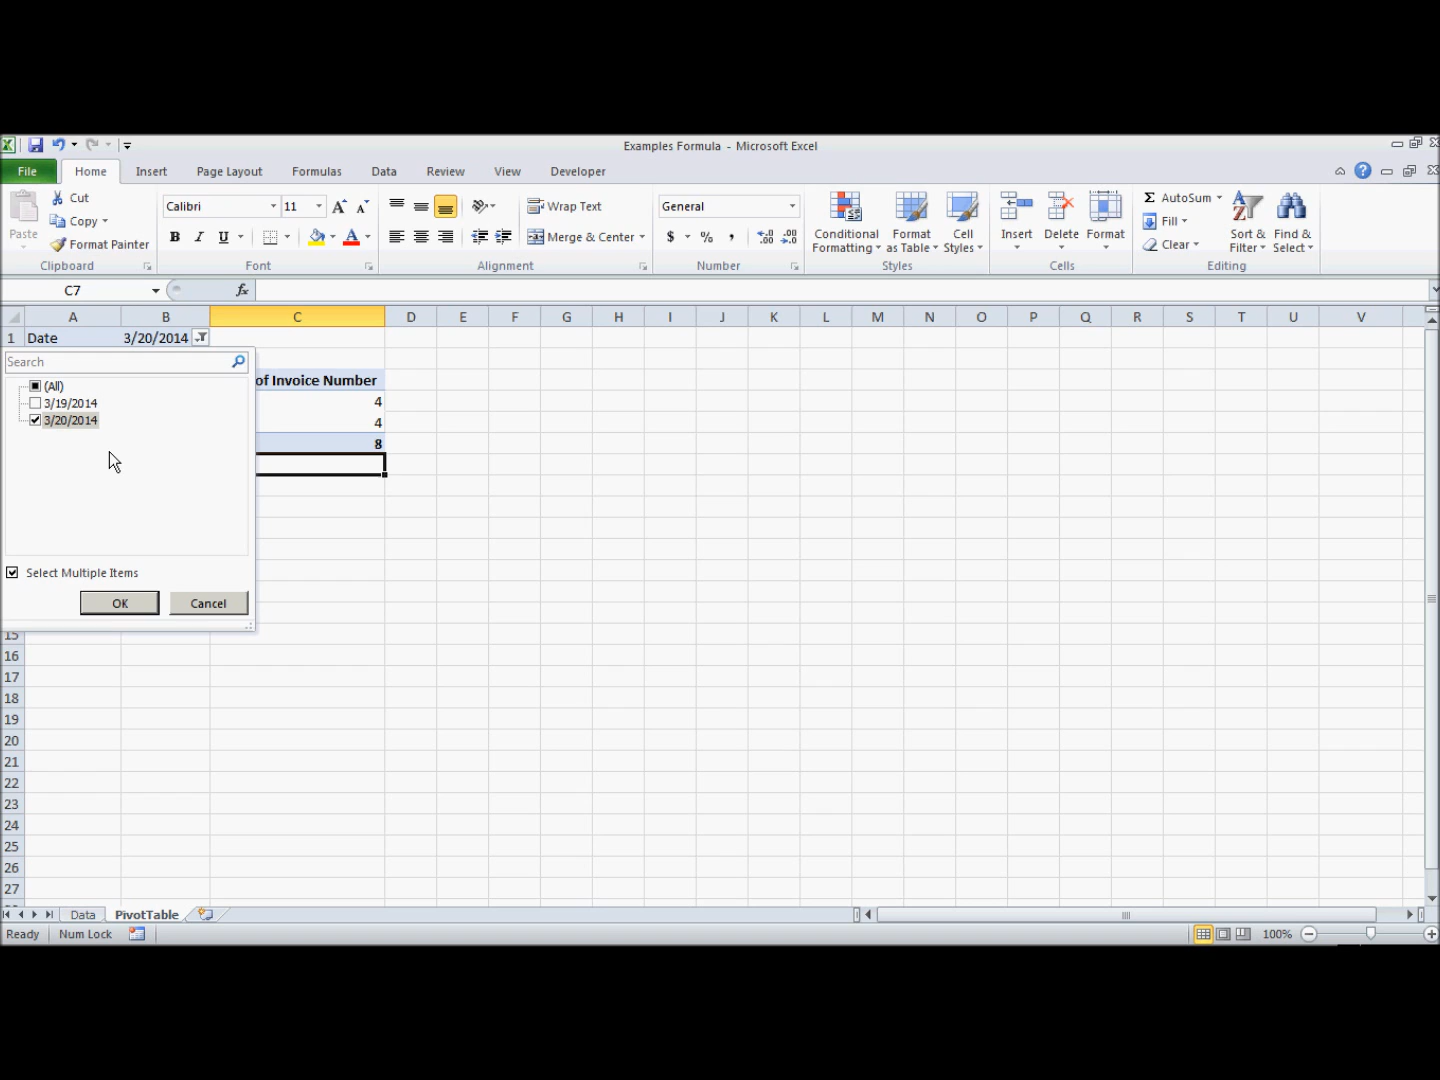 Examples Formula - Microsoft Excel
File Home Insert Page Layout Formulas Data Review View Developer
Paste Cut Copy Format Painter
Calibri 11
B I U
Wrap Text
Merge & Center
General
$ % ,
Conditional Formatting Format as Table Cell Styles
Insert Delete Format
AutoSum
Fill
Clear
Sort & Filter Find & Select
Clipboard Font Alignment Number Styles Cells Editing
C7 fx
A B C D E F G H I J K L M N O P Q R S T U V
1 Date 3/20/2014
Search
(All)
3/19/2014
3/20/2014
of Invoice Number
4
4
8
Select Multiple Items
OK Cancel
15
16
17
18
19
20
21
22
23
24
25
26
27
Data PivotTable
Ready Num Lock 100%